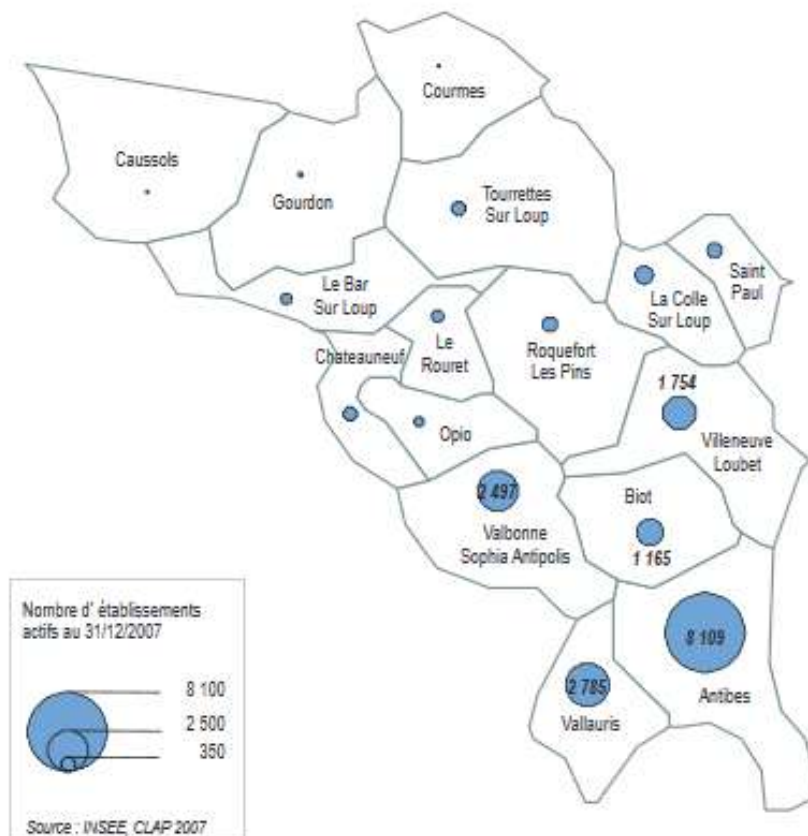 Courmes
Caussols
Gourdon
Tourrettes
Sur Loup
Saint
Paul
La Colle
Sur Loup
Le Bar
Sur Loup
Le
Rouret
Chateauneuf
Roquefort
Les Pins
1 754
Villeneuve
Loubet
Opio
2 497
Valbonne
Sophia Antipolis
Biot
1 165
8 109
Antibes
2 785
Vallauris
Nombre d' établissements
actifs au 31/12/2007
8 100
2 500
350
Source : INSEE, CLAP 2007